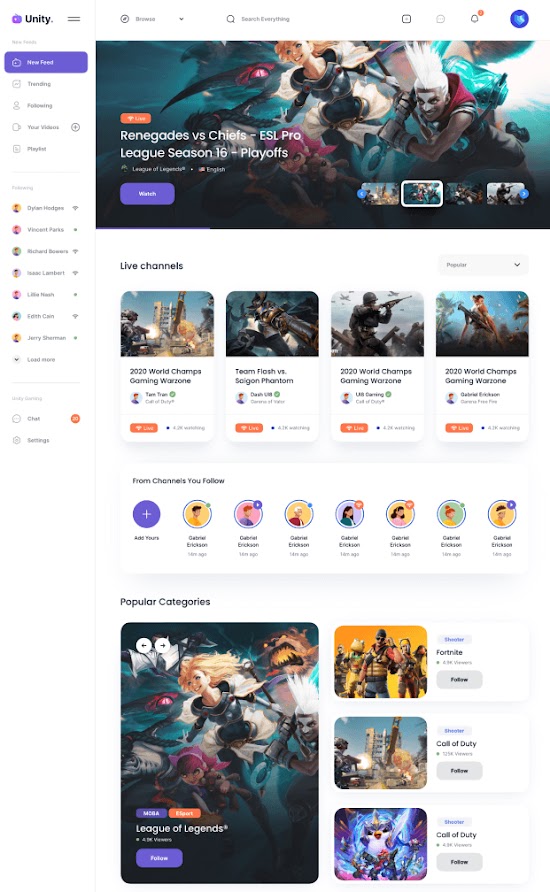 Unity.
Browse
Search Everything
2
New Feeds
New Feed
Trending
Following
Your Videos
Playlist
Following
Dylan Hodges
Vincent Parks
Richard Bowers
Isaac Lambert
Lillie Nash
Edith Cain
Jerry Sherman
Load more
Unity Gaming
Chat
20
Settings
Live
Renegades vs Chiefs - ESL Pro
League Season 16 - Playoffs
League of Legends® • English
Watch
Live channels
Popular
2020 World Champs
Gaming Warzone
Tam Tran
Call of Duty®
Live
4.2K watching
Team Flash vs.
Saigon Phantom
Dash UIB
Garena of Valor
Live
4.2K watching
2020 World Champs
Gaming Warzone
UI8 Gaming
Call of Duty®
Live
4.2K watching
2020 World Champs
Gaming Warzone
Gabriel Erickson
Garena Free Fire
Live
4.2K watching
From Channels You Follow
Add Yours
Gabriel
Erickson
14m ago
Gabriel
Erickson
14m ago
Gabriel
Erickson
14m ago
Gabriel
Erickson
14m ago
Gabriel
Erickson
14m ago
Gabriel
Erickson
14m ago
Gabriel
Erickson
14m ago
Popular Categories
MOBA
ESport
League of Legends®
4.9K Viewers
Follow
Shooter
Fortnite
4.9K Viewers
Follow
Shooter
Call of Duty
125K Viewers
Follow
Shooter
Call of Duty
4.9K Viewers
Follow